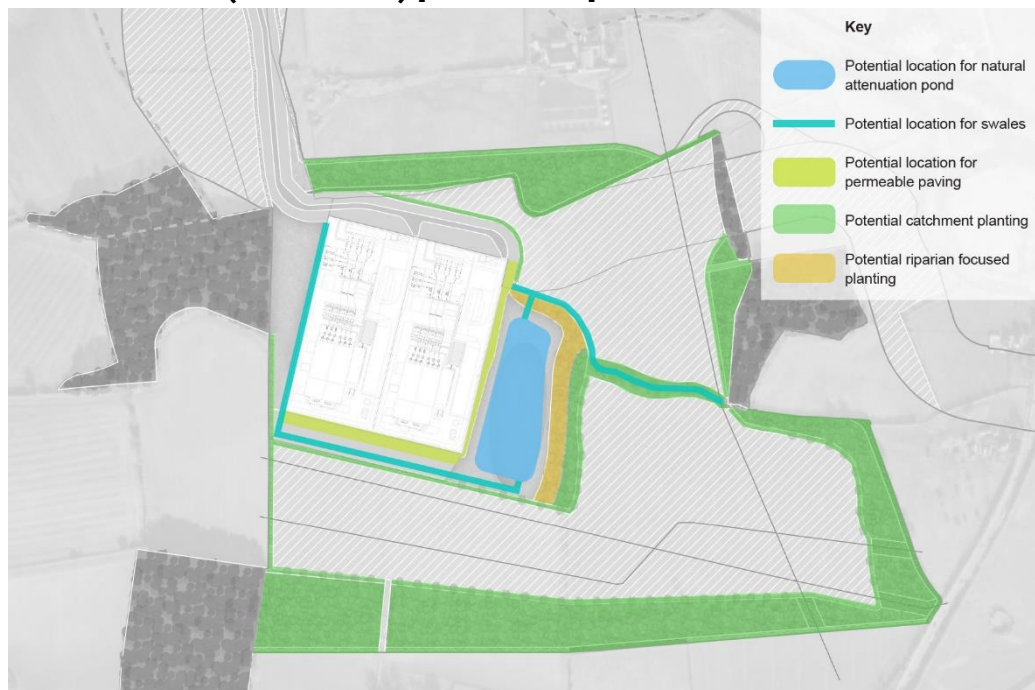 Key
Potential location for natural
attenuation pond
Potential location for swales
Potential location for
permeable paving
Potential catchment planting
Potential riparian focused
planting